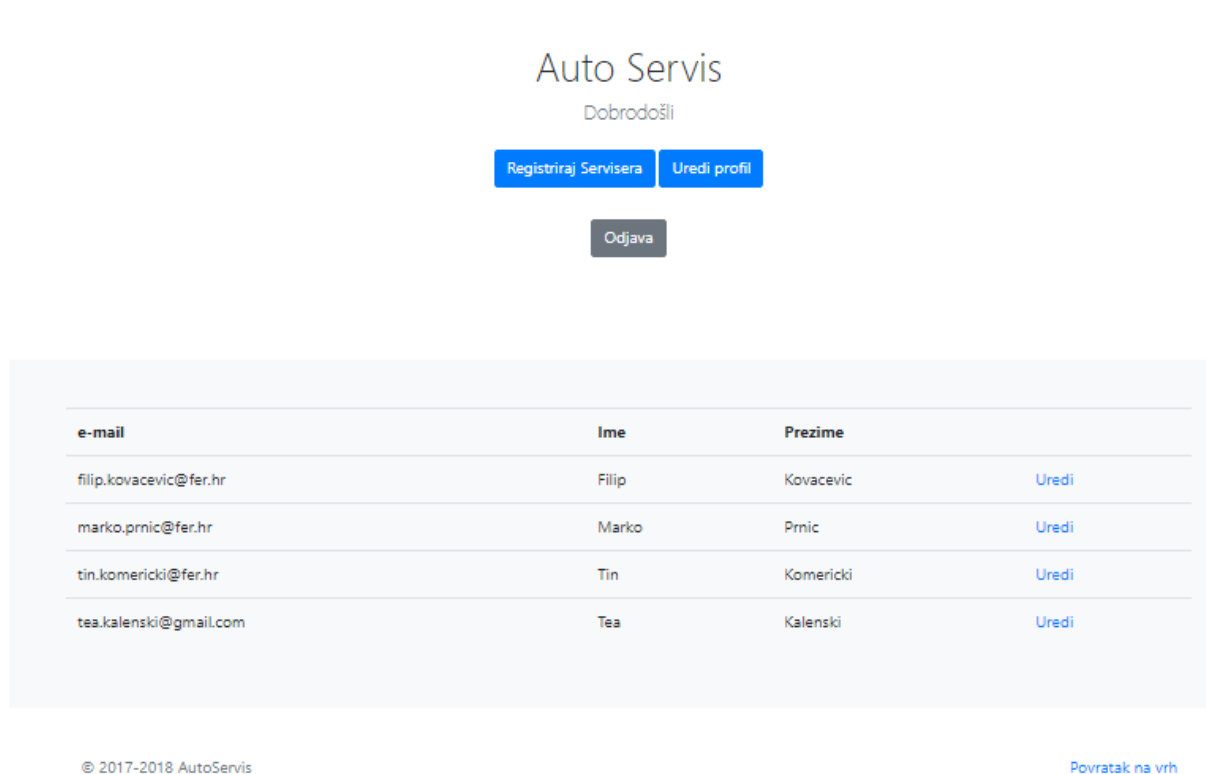 Auto Servis
Dobrodošli
Registriraj Servisera Uredi profil
Odjava
e-mail Ime Prezime
filip.kovacevic@fer.hr Filip Kovacevic Uredi
marko.prnic@fer.hr Marko Prnic Uredi
tin.komericki@fer.hr Tin Komericki Uredi
tea.kalenski@gmail.com Tea Kalenski Uredi
© 2017-2018 AutoServis Povratak na vrh